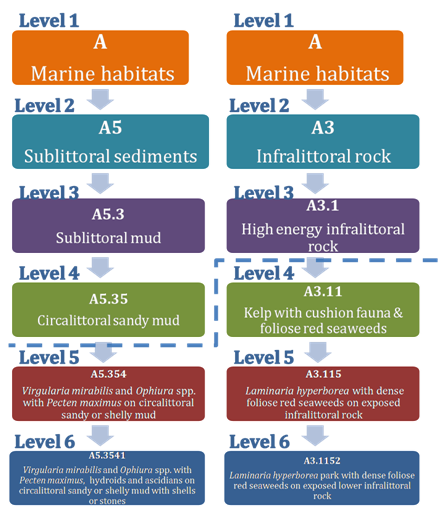 Level 1
A
Marine habitats
Level 2
A5
Sublittoral sediments
Level 3
A5.3
Sublittoral mud
Level 4
A5.35
Circalittoral sandy mud
Level 5
A5.354
Virgularia mirabilis and Ophiura spp.
with Pecten maximus on circalittoral
sandy or shelly mud
Level 6
A5.3541
Virgularia mirabilis and Ophiura spp. with
Pecten maximus, hydroids and ascidians on
circalittoral sandy or shelly mud with shells
or stones
Level 1
A
Marine habitats
Level 2
A3
Infralittoral rock
Level 3
A3.1
High energy infralittoral
rock
Level 4
A3.11
Kelp with cushion fauna &
foliose red seaweeds
Level 5
A3.115
Laminaria hyperborea with dense
foliose red seaweeds on exposed
infralittoral rock
Level 6
A3.1152
Laminaria hyperborea park with dense foliose
red seaweeds on exposed lower infralittoral
rock